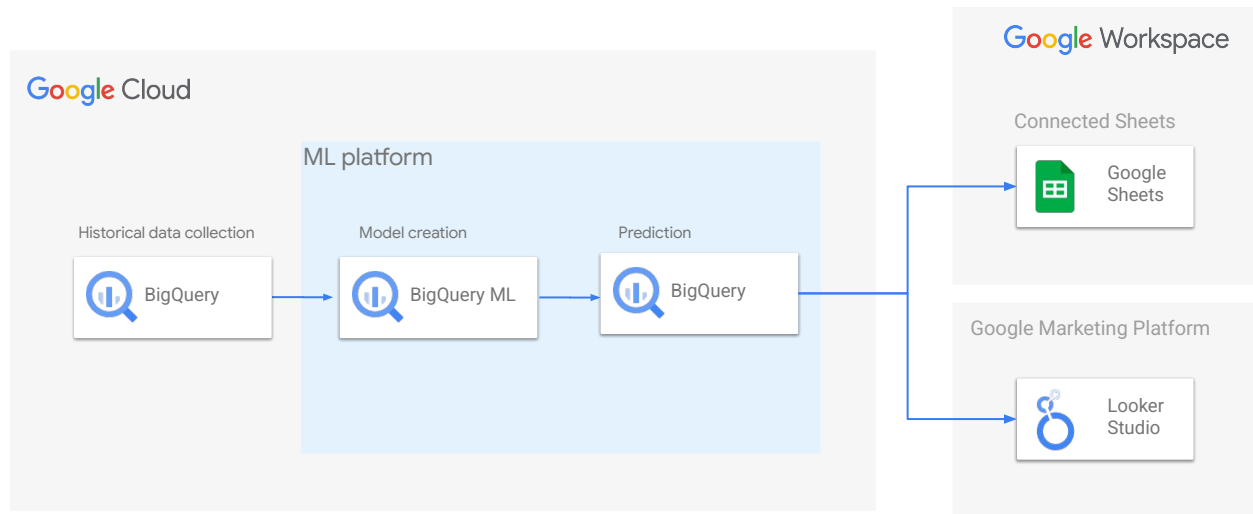 Google Cloud
ML platform
Historical data collection
BigQuery
Model creation
BigQuery ML
Prediction
BigQuery
Google Workspace
Connected Sheets
Google
Sheets
Google Marketing Platform
Looker
Studio